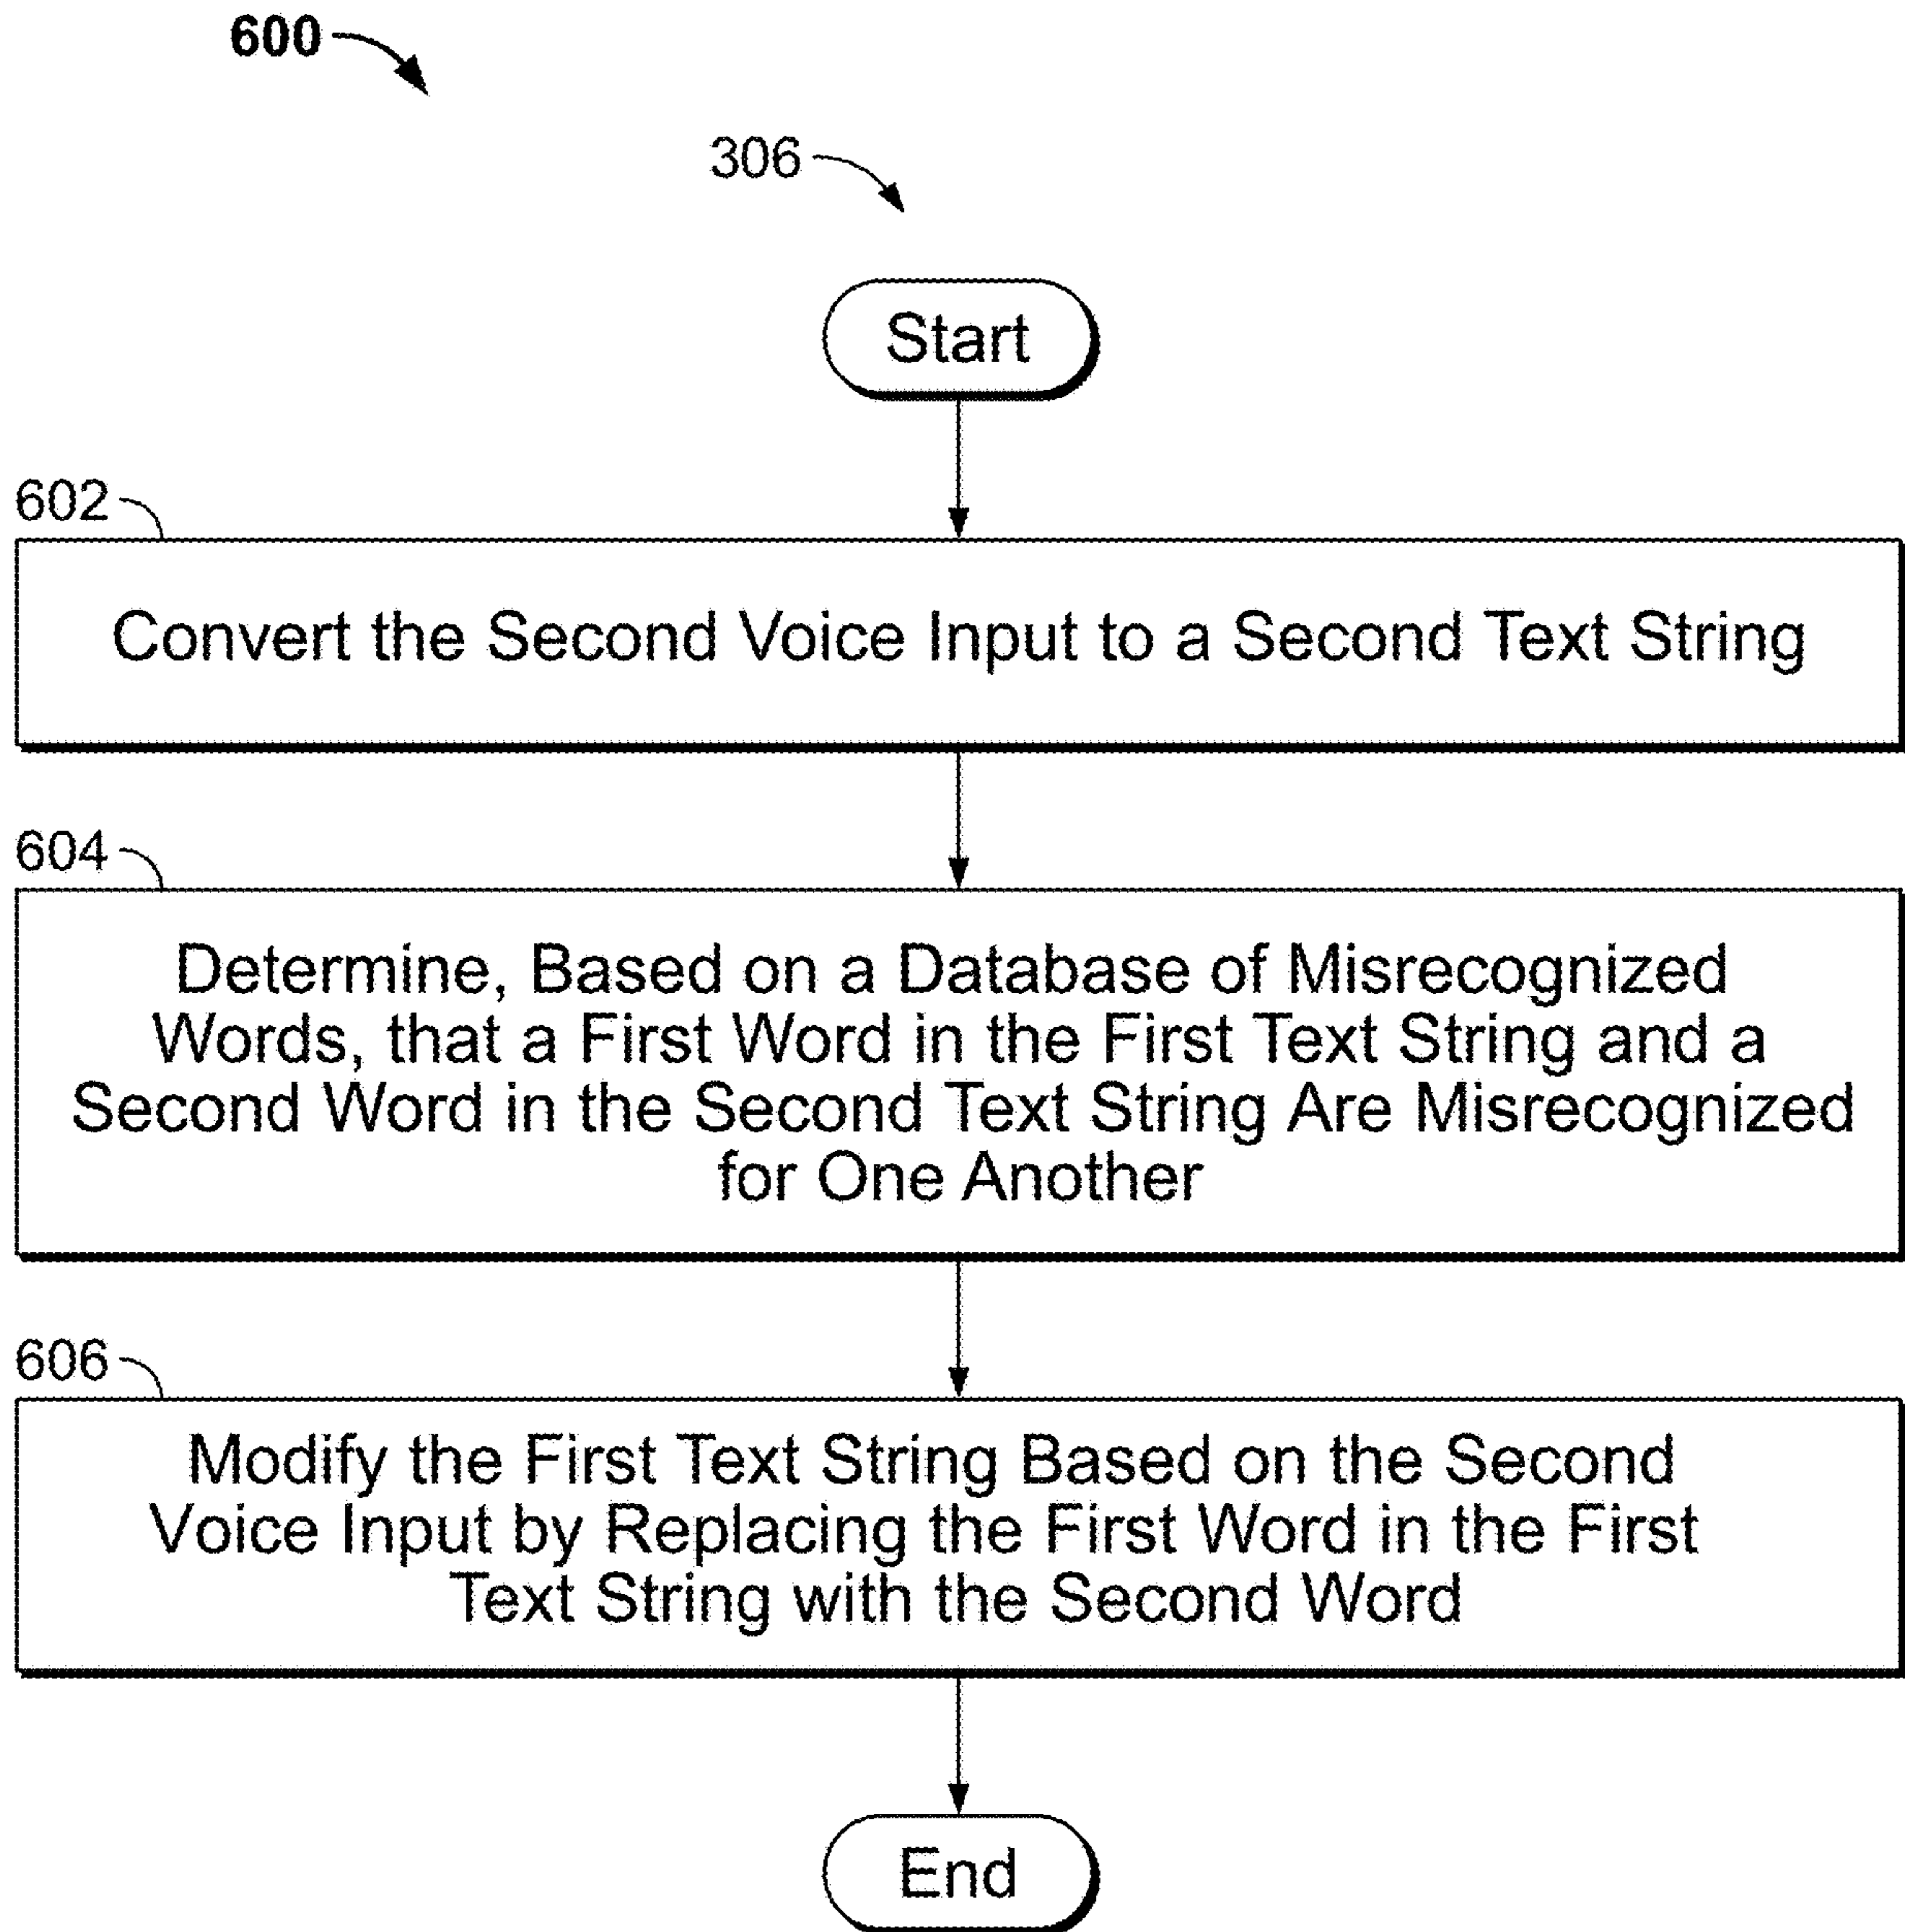 600
306
Start
602
Convert the Second Voice Input to a Second Text String
604
Determine, Based on a Database of Misrecognized
Words, that a First Word in the First Text String and a
Second Word in the Second Text String Are Misrecognized
for One Another
606
Modify the First Text String Based on the Second
Voice Input by Replacing the First Word in the First
Text String with the Second Word
End